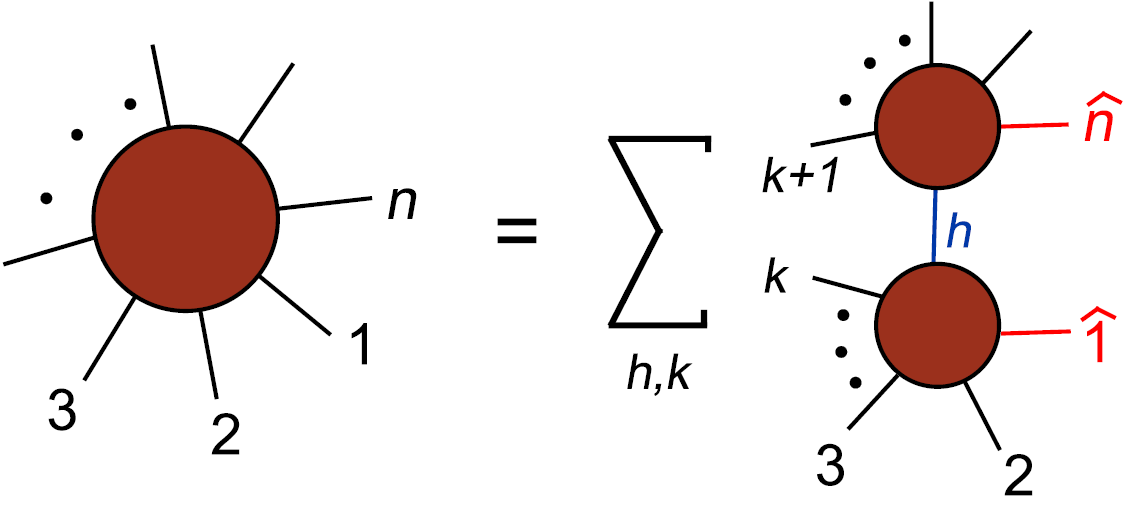 n
1
2
3
=
∑
h,k
k+1
n̂
h
k
1̂
3
2